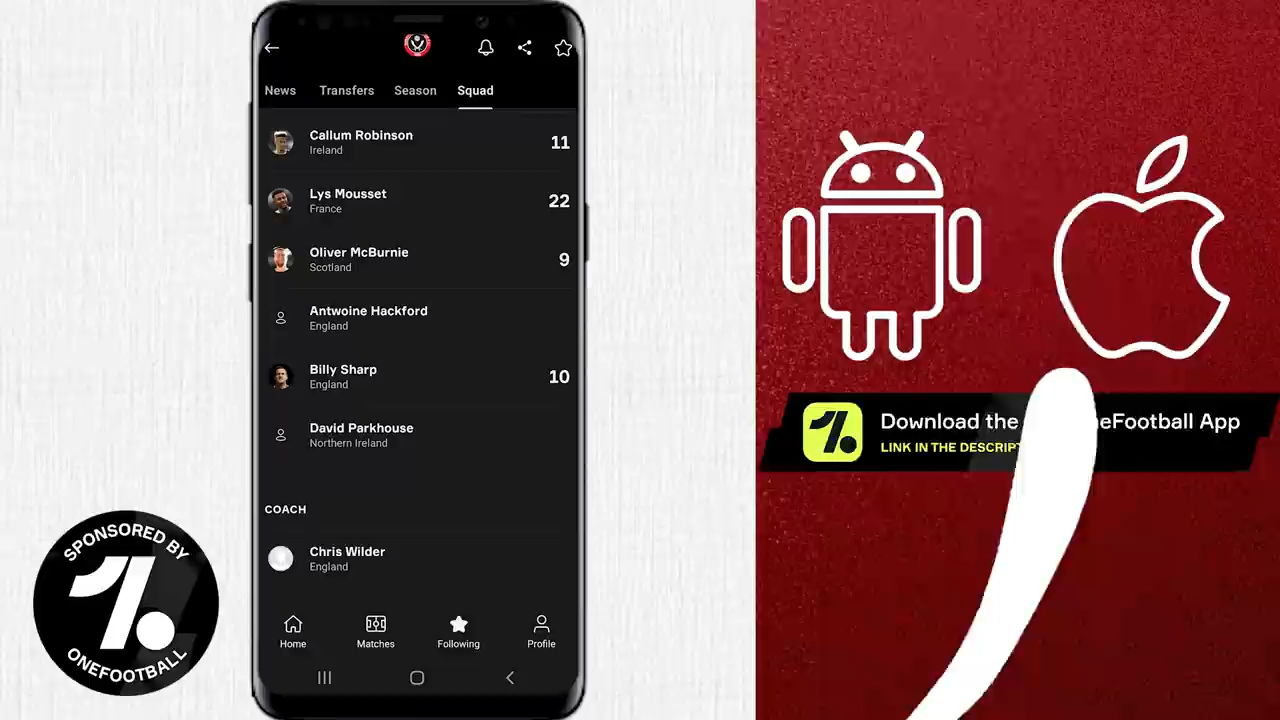 News Transfers Season Squad
Callum Robinson
Ireland
11
Lys Mousset
France
22
Oliver McBurnie
Scotland
9
Antwoine Hackford
England
Billy Sharp
England
10
David Parkhouse
Northern Ireland
COACH
Chris Wilder
England
Home Matches Following Profile
SPONSORED BY
ONEFOOTBALL
Download the
LINK IN THE
App